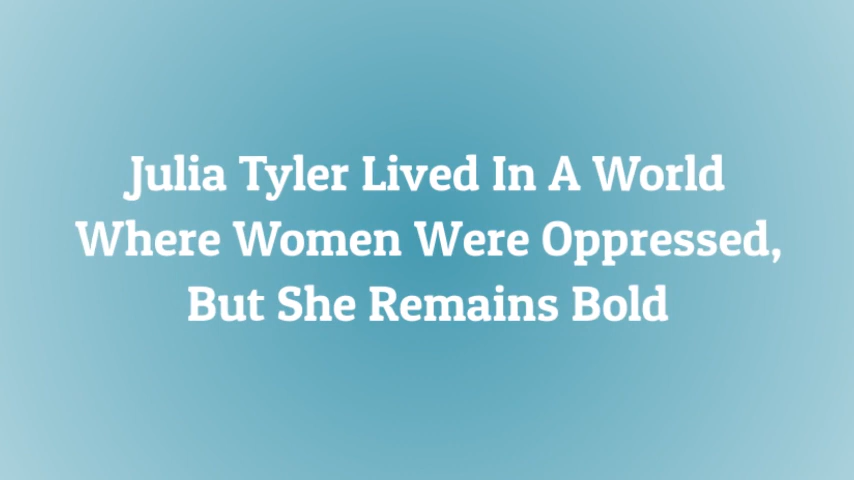 Julia Tyler Lived In A World
Where Women Were Oppressed,
But She Remains Bold